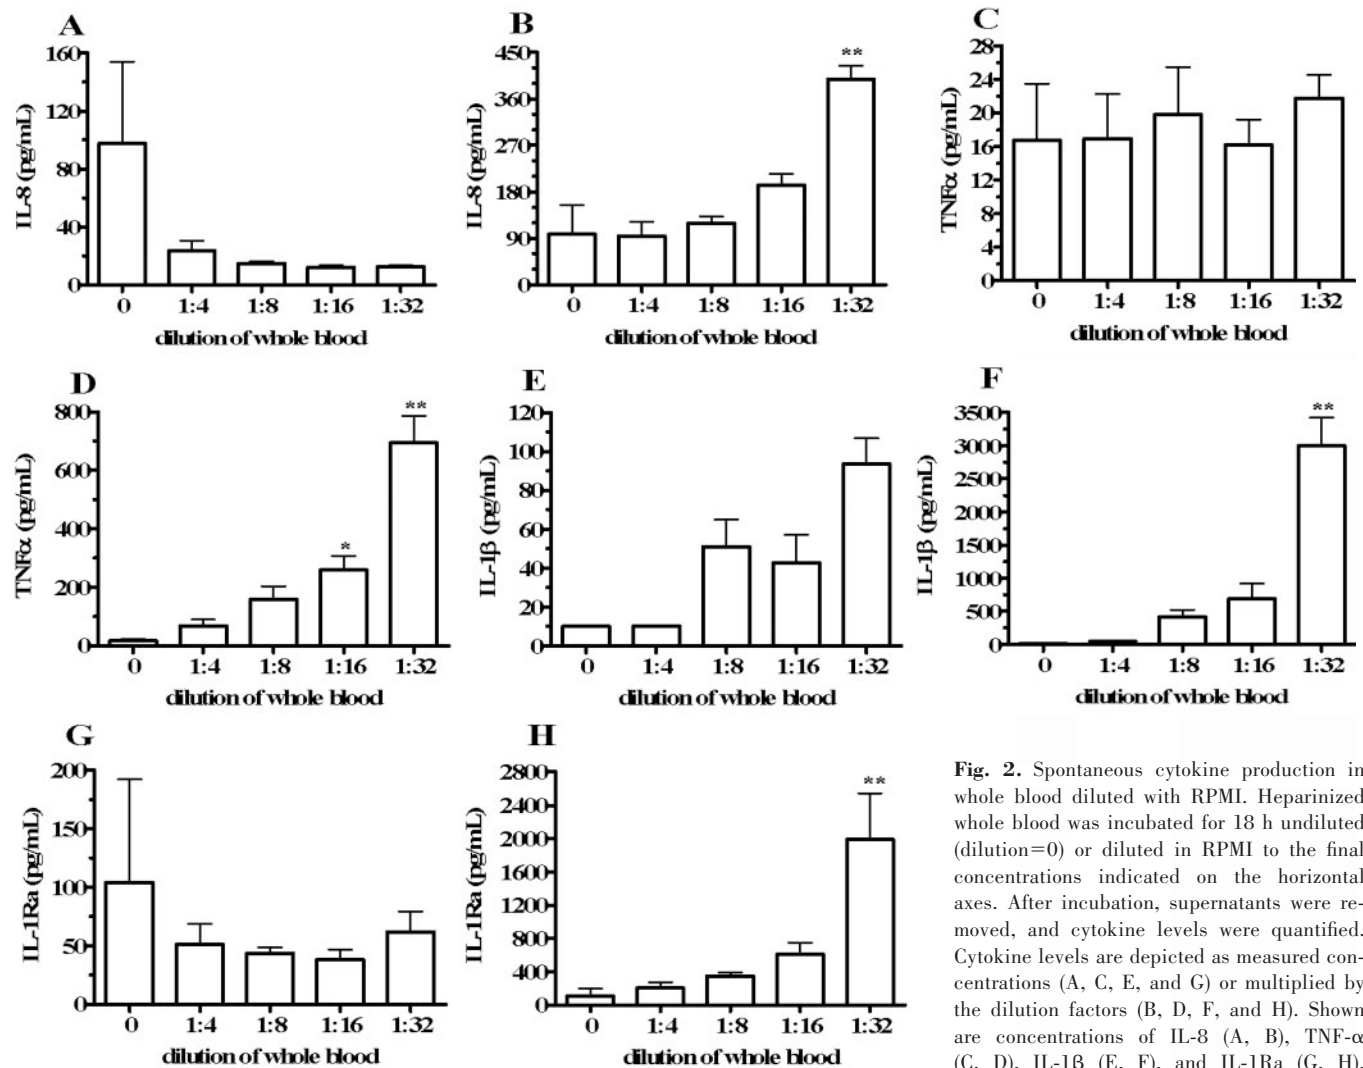 A
160
120
80
40
0
IL-8 (pg/mL)
0 1:4 1:8 1:16 1:32
dilution of whole blood
B
450
360
270
180
90
0
IL-8 (pg/mL)
**
0 1:4 1:8 1:16 1:32
dilution of whole blood
C
28
24
20
16
12
8
4
0
TNFα (pg/mL)
0 1:4 1:8 1:16 1:32
dilution of whole blood
D
800
600
400
200
0
TNFα (pg/mL)
*
**
0 1:4 1:8 1:16 1:32
dilution of whole blood
E
120
100
80
60
40
20
0
IL-1β (pg/mL)
0 1:4 1:8 1:16 1:32
dilution of whole blood
F
3500
3000
2500
2000
1500
1000
500
0
IL-1β (pg/mL)
**
0 1:4 1:8 1:16 1:32
dilution of whole blood
G
200
150
100
50
0
IL-1Ra (pg/mL)
0 1:4 1:8 1:16 1:32
dilution of whole blood
H
2800
2400
2000
1600
1200
800
400
0
IL-1Ra (pg/mL)
**
0 1:4 1:8 1:16 1:32
dilution of whole blood
Fig. 2. Spontaneous cytokine production in
whole blood diluted with RPMI. Heparinized
whole blood was incubated for 18 h undiluted
(dilution=0) or diluted in RPMI to the final
concentrations indicated on the horizontal
axes. After incubation, supernatants were re-
moved, and cytokine levels were quantified.
Cytokine levels are depicted as measured con-
centrations (A, C, E, and G) or multiplied by
the dilution factors (B, D, F, and H). Shown
are concentrations of IL-8 (A, B), TNF-α
(C, D), IL-1β (E, F), and IL-1Ra (G, H).